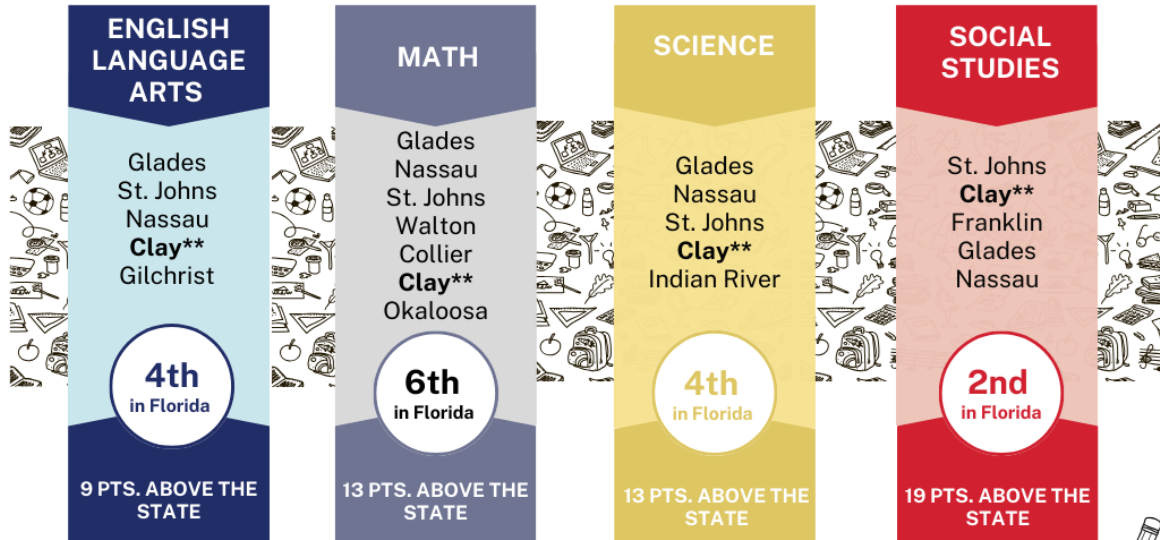 ENGLISH
LANGUAGE
ARTS
Glades
St. Johns
Nassau
Clay**
Gilchrist
4th
in Florida
9 PTS. ABOVE THE
STATE
MATH
Glades
Nassau
St. Johns
Walton
Collier
Clay**
Okaloosa
6th
in Florida
13 PTS. ABOVE THE
STATE
SCIENCE
Glades
Nassau
St. Johns
Clay**
Indian River
4th
in Florida
13 PTS. ABOVE THE
STATE
SOCIAL
STUDIES
St. Johns
Clay**
Franklin
Glades
Nassau
2nd
in Florida
19 PTS. ABOVE THE
STATE